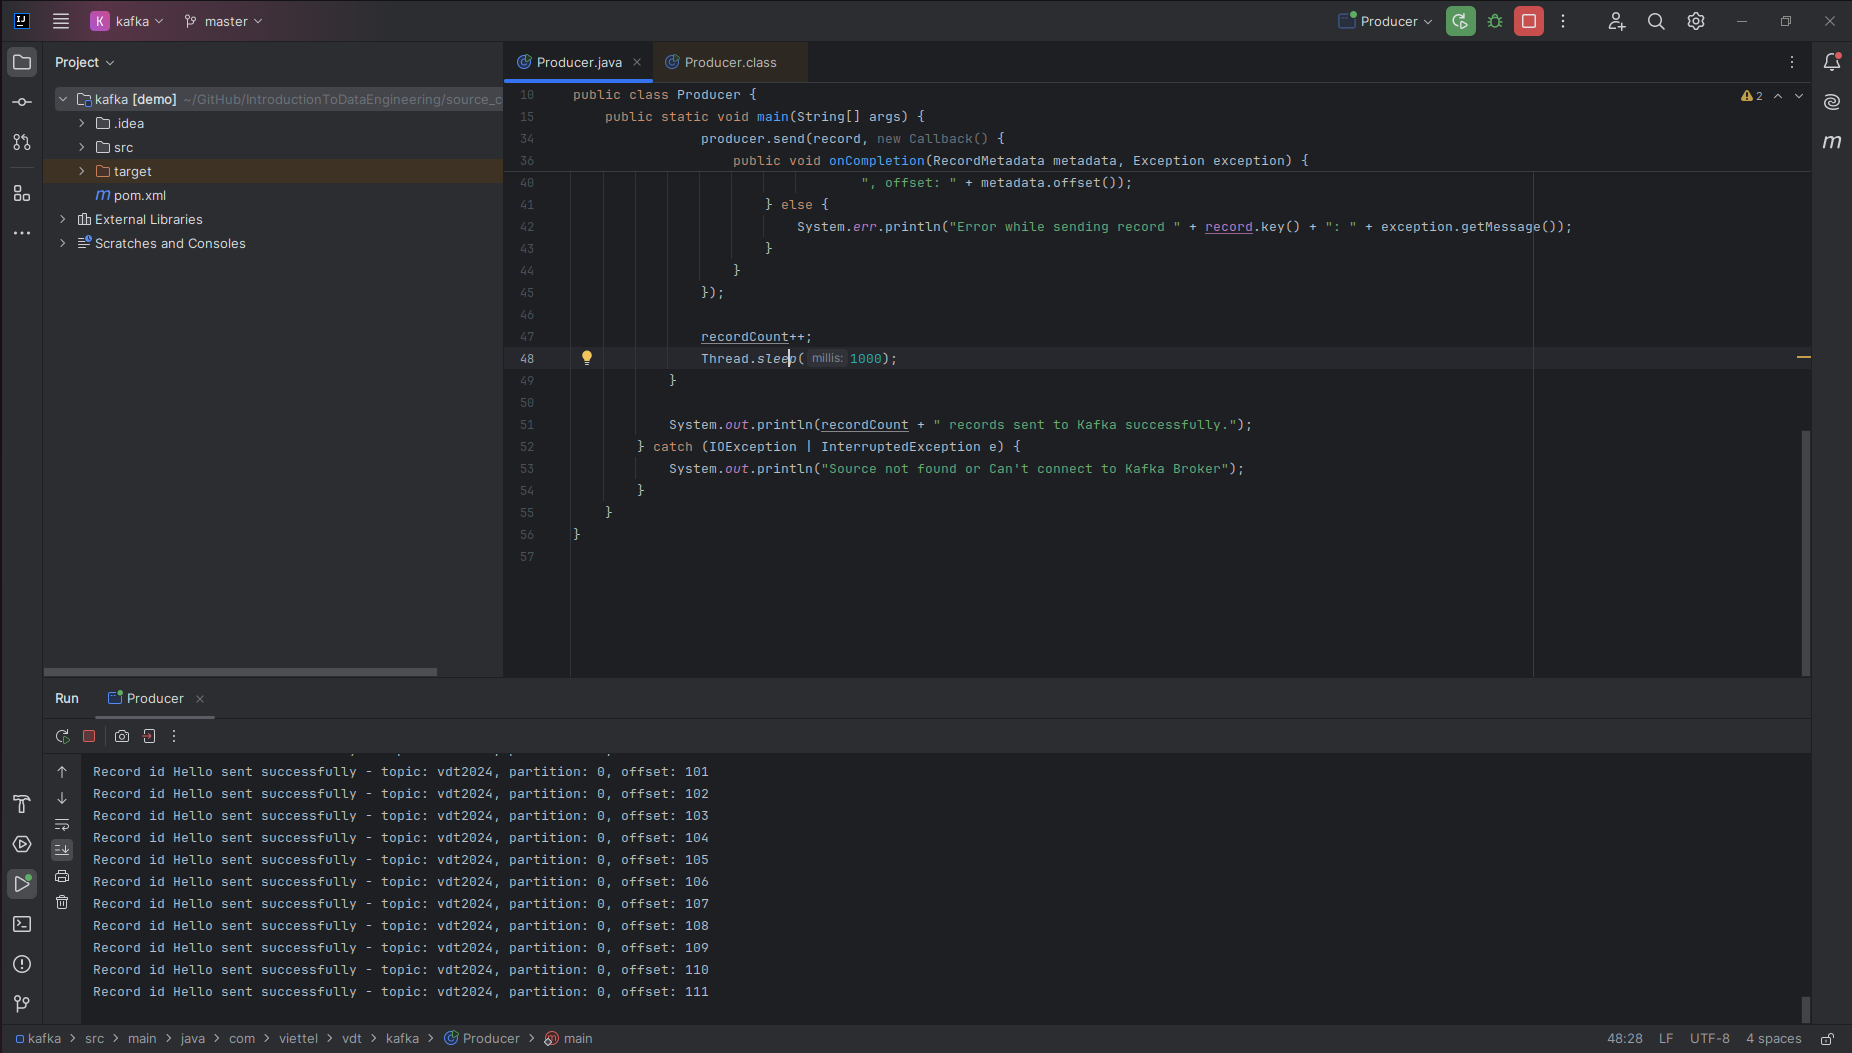 IJ K kafka master Producer
Project
kafka [demo] ~/GitHub/IntroductionToDataEngineering/source_c
.idea
src
target
m pom.xml
External Libraries
Scratches and Consoles
Producer.java Producer.class
2
m
10 public class Producer {
15 public static void main(String[] args) {
34 producer.send(record, new Callback() {
36 public void onCompletion(RecordMetadata metadata, Exception exception) {
40 ", offset: " + metadata.offset());
41 } else {
42 System.err.println("Error while sending record " + record.key() + ": " + exception.getMessage());
43 }
44 }
45 });
46
47 recordCount++;
48 Thread.sleep( millis: 1000);
49 }
50
51 System.out.println(recordCount + " records sent to Kafka successfully.");
52 } catch (IOException | InterruptedException e) {
53 System.out.println("Source not found or Can't connect to Kafka Broker");
54 }
55 }
56 }
57
Run Producer
Record id Hello sent successfully - topic: vdt2024, partition: 0, offset: 101
Record id Hello sent successfully - topic: vdt2024, partition: 0, offset: 102
Record id Hello sent successfully - topic: vdt2024, partition: 0, offset: 103
Record id Hello sent successfully - topic: vdt2024, partition: 0, offset: 104
Record id Hello sent successfully - topic: vdt2024, partition: 0, offset: 105
Record id Hello sent successfully - topic: vdt2024, partition: 0, offset: 106
Record id Hello sent successfully - topic: vdt2024, partition: 0, offset: 107
Record id Hello sent successfully - topic: vdt2024, partition: 0, offset: 108
Record id Hello sent successfully - topic: vdt2024, partition: 0, offset: 109
Record id Hello sent successfully - topic: vdt2024, partition: 0, offset: 110
Record id Hello sent successfully - topic: vdt2024, partition: 0, offset: 111
kafka > src > main > java > com > viettel > vdt > kafka > Producer > main 48:28 LF UTF-8 4 spaces